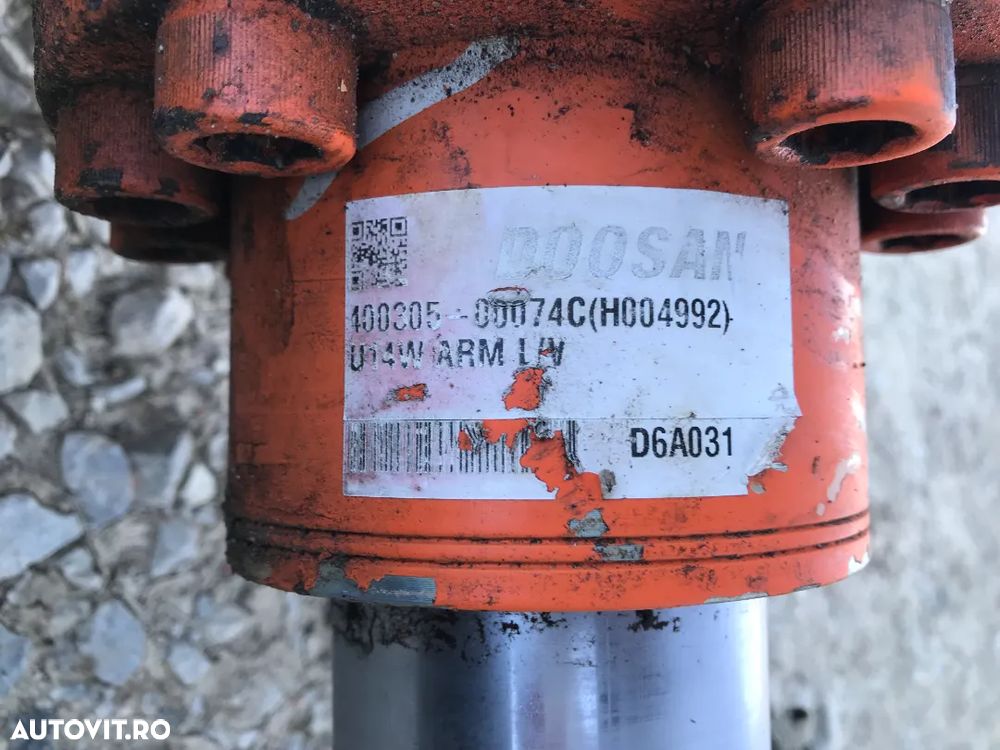 DOOSAN
400305-00074C(H004992)
U14W ARM L/V
D6A031
AUTOVIT.RO